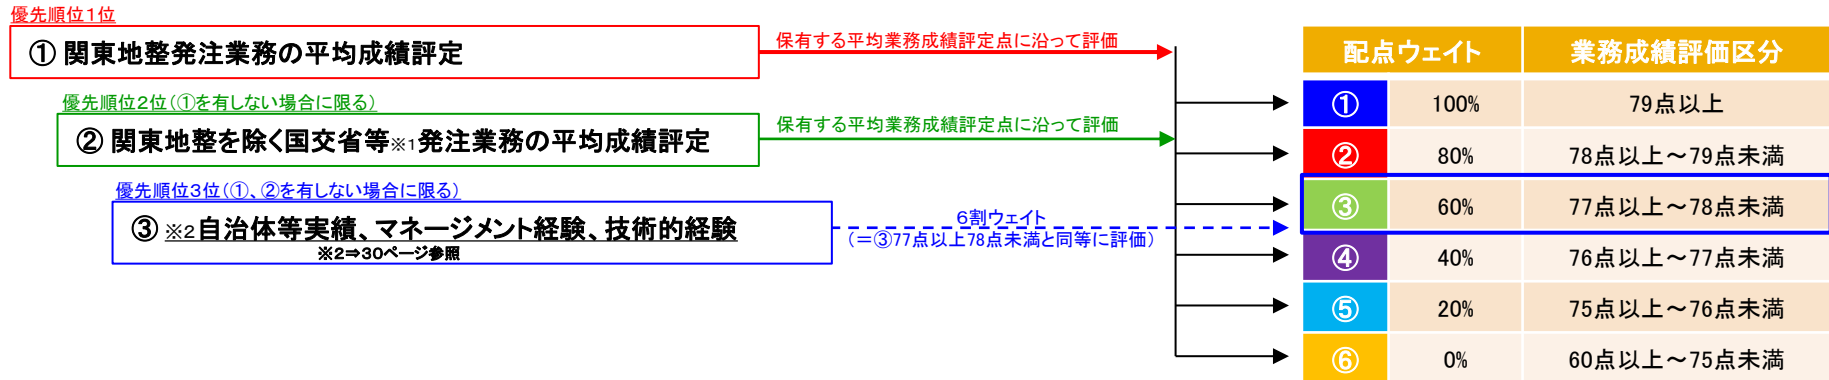 優先順位1位
① 関東地整発注業務の平均成績評定
保有する平均業務成績評定点に沿って評価
優先順位2位(①を有しない場合に限る)
② 関東地整を除く国交省等※1発注業務の平均成績評定
保有する平均業務成績評定点に沿って評価
優先順位3位(①、②を有しない場合に限る)
③ ※2自治体等実績、マネージメント経験、技術的経験
※2⇒30ページ参照
6割ウェイト
(=③77点以上78点未満と同等に評価)
配点ウェイト 業務成績評価区分
① 100% 79点以上
② 80% 78点以上~79点未満
③ 60% 77点以上~78点未満
④ 40% 76点以上~77点未満
⑤ 20% 75点以上~76点未満
⑥ 0% 60点以上~75点未満